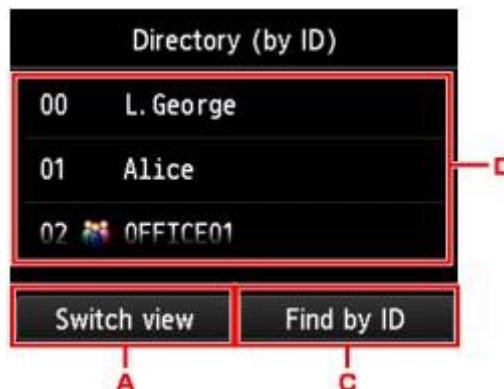 Directory (by ID)
00 L.George
01 Alice
02 OFFICE01
Switch view Find by ID
A C